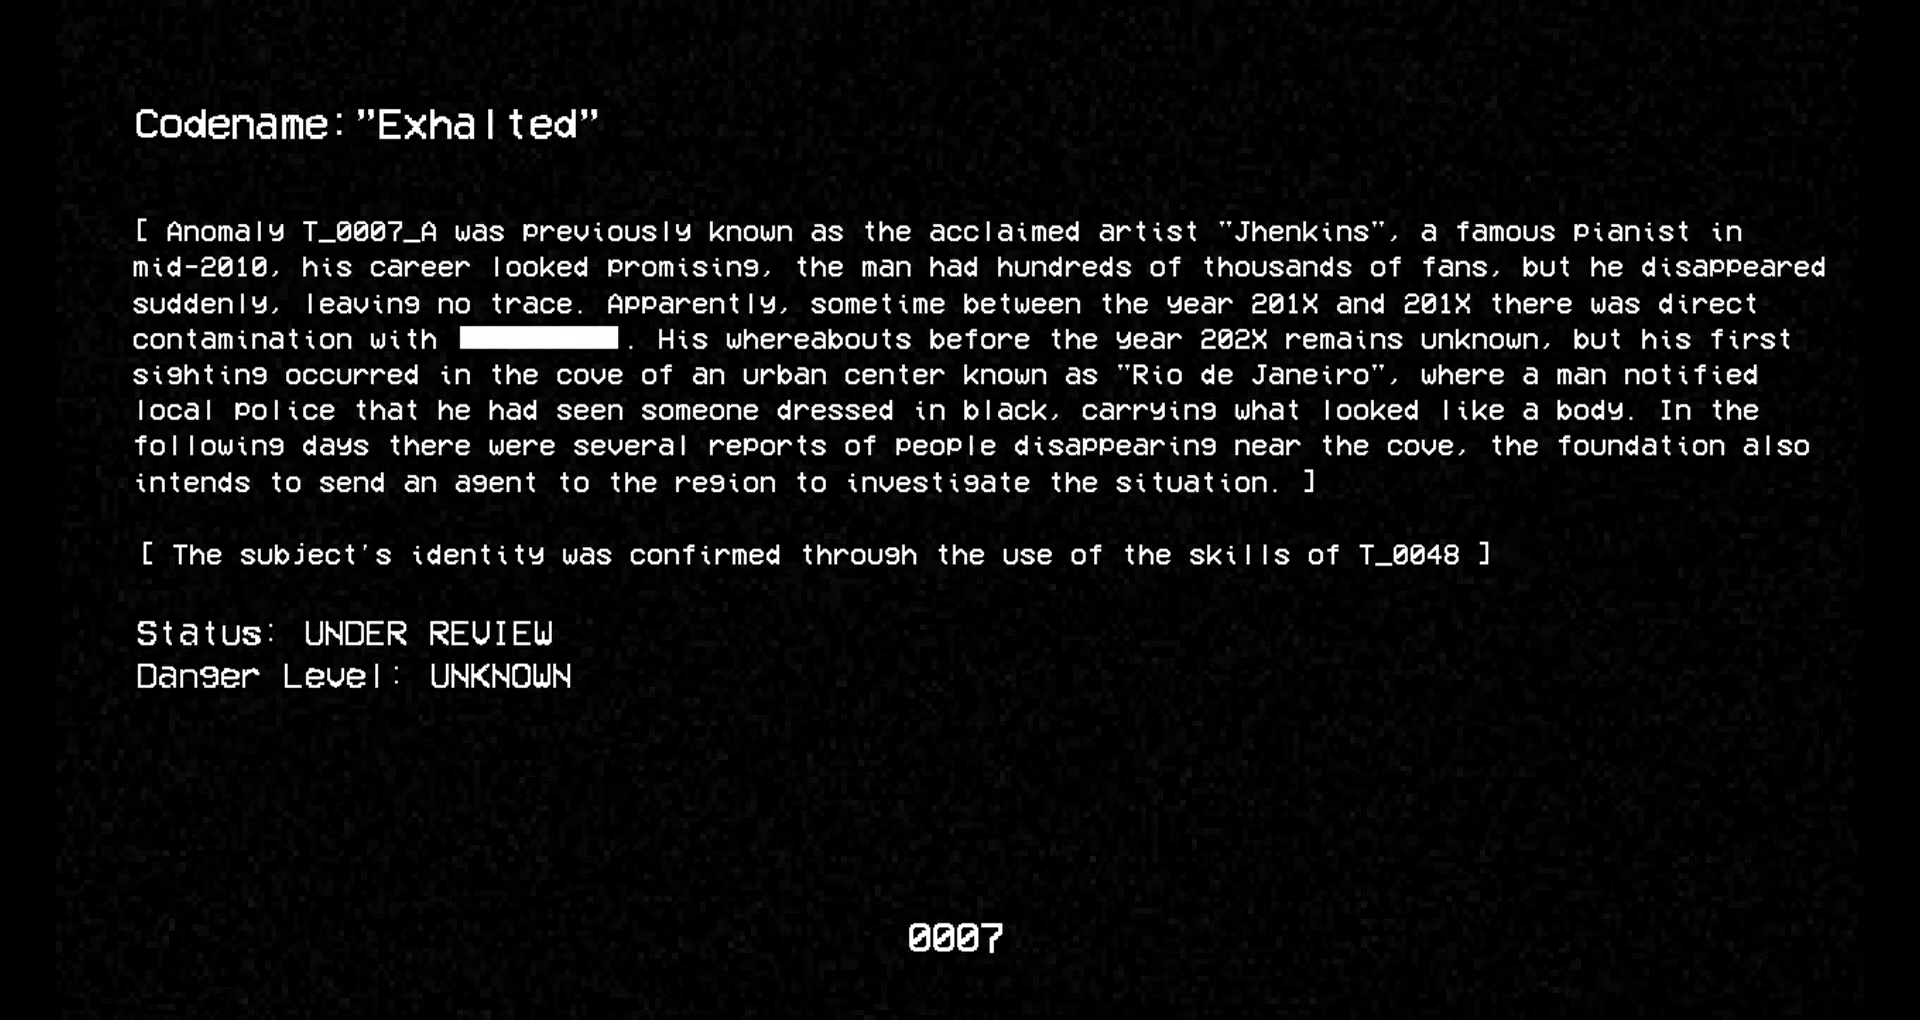 Codename:"Exhalted"
[ Anomaly T_0007_A was previously known as the acclaimed artist "Jhenkins", a famous pianist in
mid-2010, his career looked promising, the man had hundreds of thousands of fans, but he disappeared
suddenly, leaving no trace. Apparently, sometime between the year 201X and 201X there was direct
contamination with . His whereabouts before the year 202X remains unknown, but his first
sighting occurred in the cove of an urban center known as "Rio de Janeiro", where a man notified
local police that he had seen someone dressed in black, carrying what looked like a body. In the
following days there were several reports of people disappearing near the cove, the foundation also
intends to send an agent to the region to investigate the situation. ]
[ The subject's identity was confirmed through the use of the skills of T_0048 ]
Status: UNDER REVIEW
Danger Level: UNKNOWN
0007